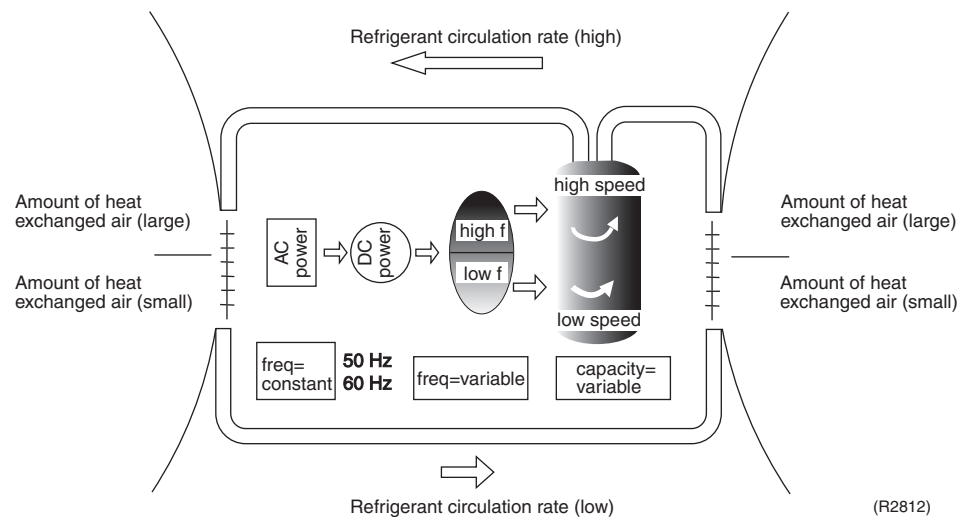 Refrigerant circulation rate (high)
high speed
Amount of heat
exchanged air (large)
Amount of heat
exchanged air (large)
high f
AC
power
DC
power
low f
Amount of heat
exchanged air (small)
Amount of heat
exchanged air (small)
low speed
freq=
constant
50 Hz
60 Hz
freq=variable
capacity=
variable
Refrigerant circulation rate (low)
(R2812)